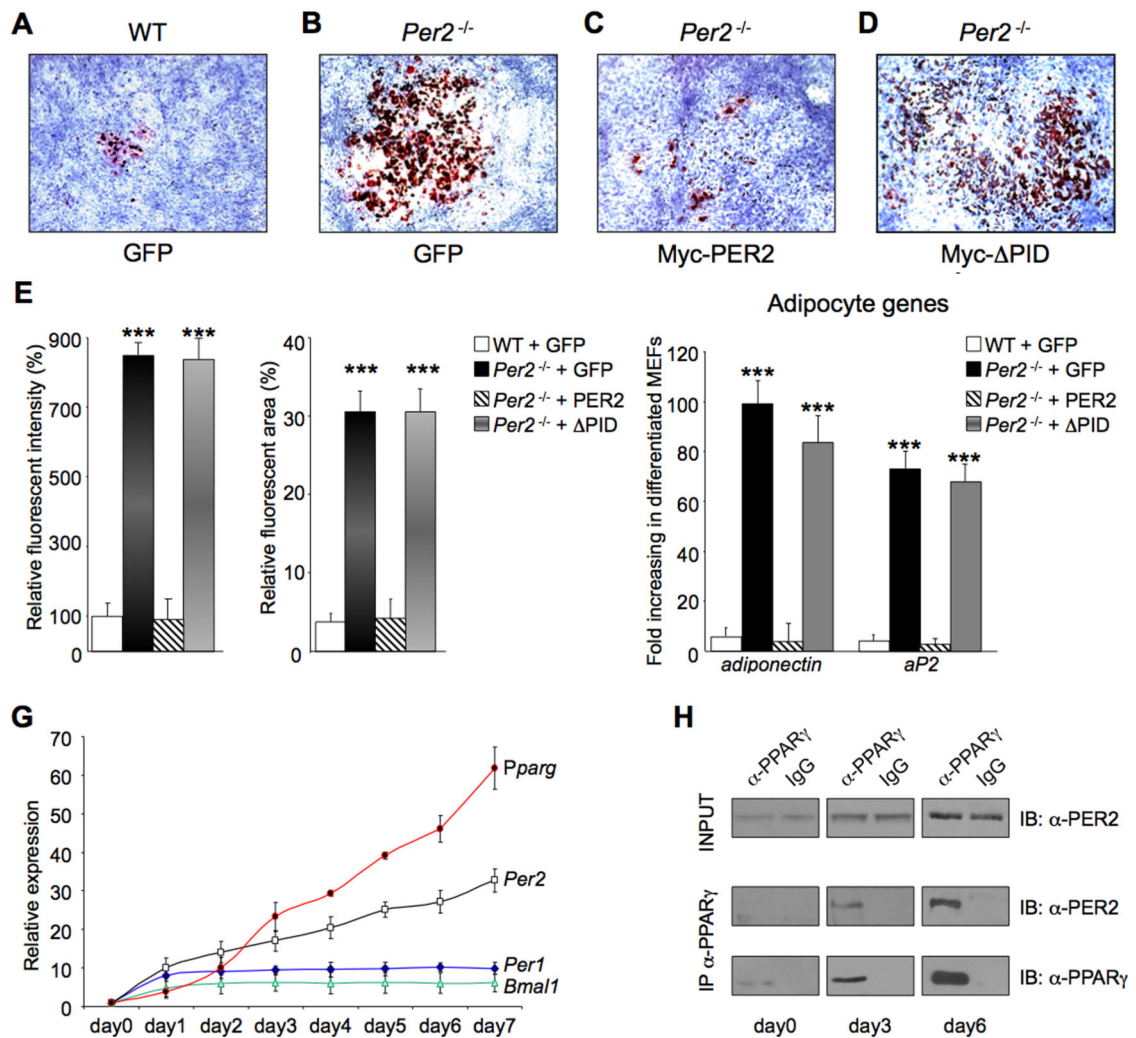 A WT
B Per2 -/-
C Per2 -/-
D Per2 -/-
GFP
GFP
Myc-PER2
Myc-ΔPID
E
Relative fluorescent intensity (%)
900
700
500
300
100
0
*** ***
Relative fluorescent area (%)
40
30
20
10
0
*** ***
WT + GFP
Per2 -/- + GFP
Per2 -/- + PER2
Per2 -/- + ΔPID
Adipocyte genes
Fold increasing in differentiated MEFs
120
100
80
60
40
20
0
*** ***
*** ***
adiponectin aP2
WT + GFP
Per2 -/- + GFP
Per2 -/- + PER2
Per2 -/- + ΔPID
G
Relative expression
70
60
50
40
30
20
10
0
Pparg
Per2
Per1
Bmal1
day0 day1 day2 day3 day4 day5 day6 day7
H
α-PPARγ IgG α-PPARγ IgG α-PPARγ IgG
INPUT
IB: α-PER2
IP α-PPARγ
IB: α-PER2
IB: α-PPARγ
day0 day3 day6